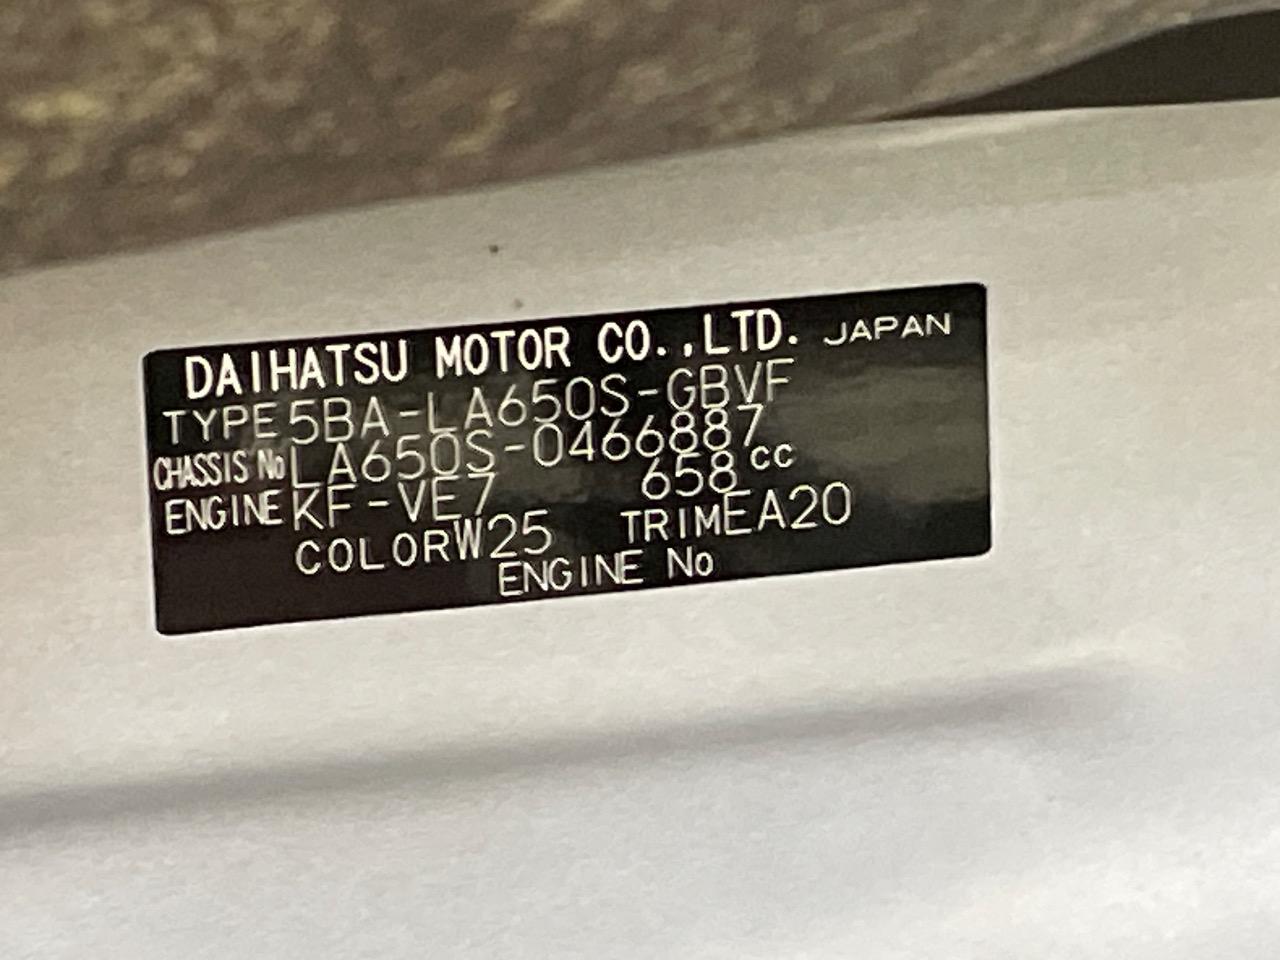 DAIHATSU MOTOR CO.,LTD. JAPAN
TYPE 5BA-LA650S-GBVF
CHASSIS No LA650S-0466887
ENGINE KF-VE7 658 cc
COLOR W25 TRIM EA20
ENGINE No